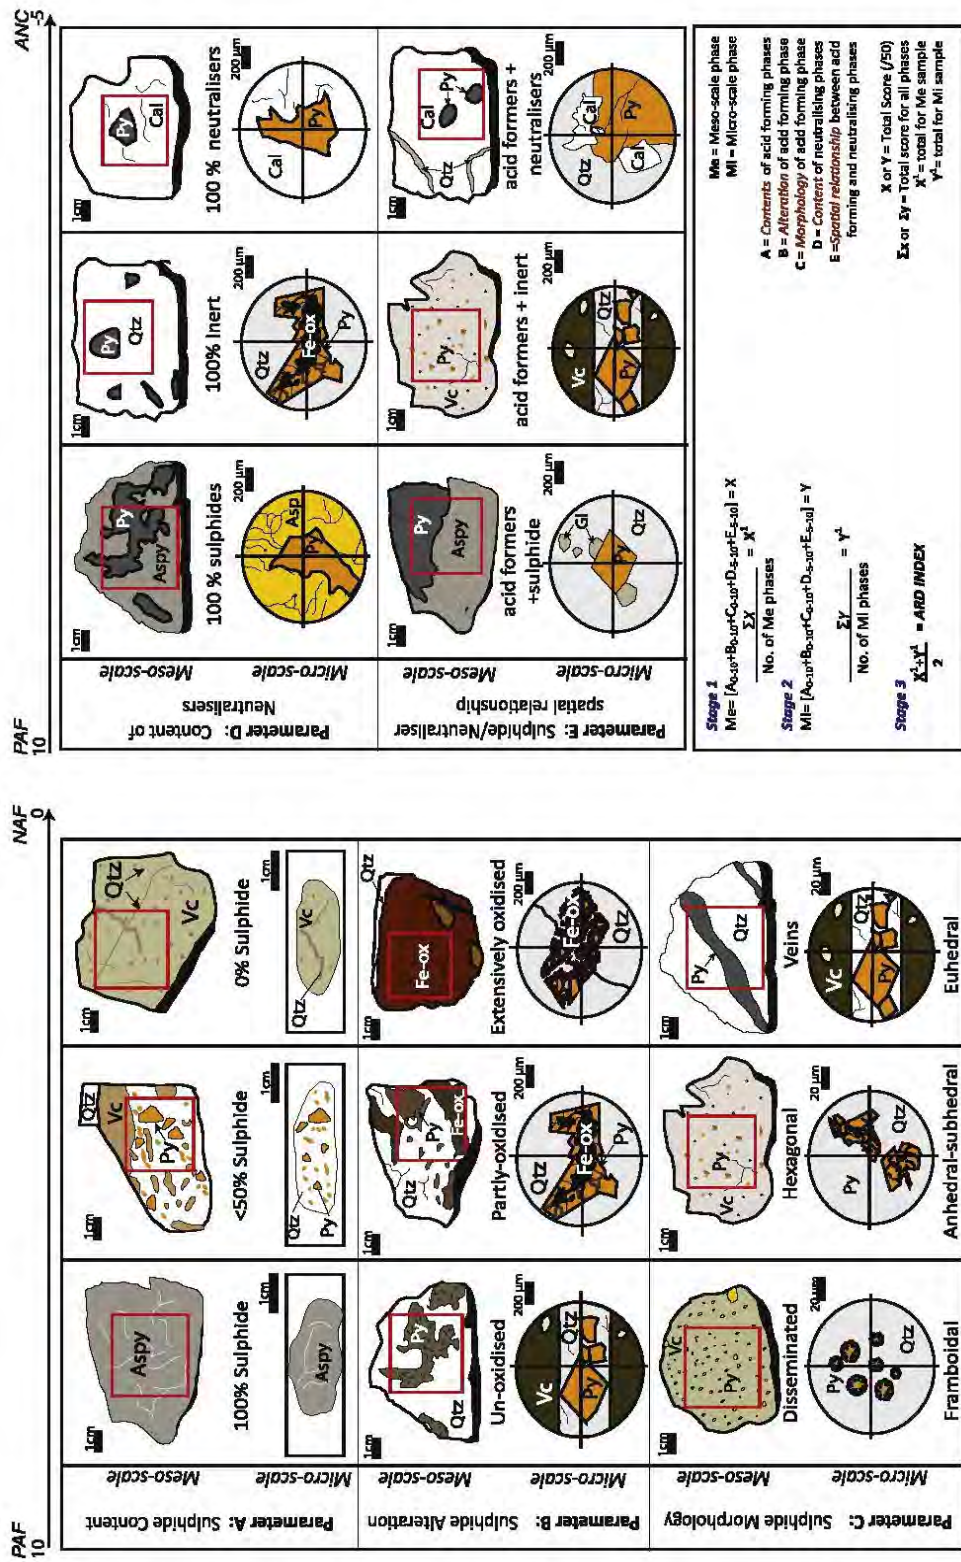 PAF
10
NAF
0
Parameter A: Sulphide Content
Meso-scale
1cm
Aspy
1cm
Qtz
Vc
Py
1cm
Qtz
Vc
Micro-scale
100% Sulphide
1cm
Aspy
<50% Sulphide
1cm
Qtz
Py
0% Sulphide
1cm
Qtz
Vc
Parameter B: Sulphide Alteration
Meso-scale
1cm
Py
Qtz
1cm
Qtz
Py
Fe-ox
1cm
Qtz
Fe-ox
Micro-scale
Un-oxidised
200 µm
Vc
Qtz
Py
Partly-oxidised
200 µm
Qtz
Fe-ox
Py
Extensively oxidised
200 µm
Fe-ox
Qtz
Parameter C: Sulphide Morphology
Meso-scale
1cm
Vc
Py
1cm
Vc
Py
1cm
Py
Qtz
Micro-scale
Disseminated
20µm
Py
Qtz
Framboidal
Hexagonal
20 µm
Py
Qtz
Anhedral-subhedral
Veins
20 µm
Vc
Qtz
Py
Euhedral
PAF
10
ANC
-5
Parameter D: Content of
Neutralisers
Meso-scale
1cm
Py
Aspy
1cm
Py
Qtz
1cm
Py
Cal
Micro-scale
100 % sulphides
200 µm
Asp
Py
100% Inert
200 µm
Qtz
Fe-ox
Py
100 % neutralisers
200 µm
Cal
Py
Parameter E: Sulphide/Neutraliser
spatial relationship
Meso-scale
1cm
Py
Aspy
1cm
Vc
Py
1cm
Qtz
Cal
Py
Micro-scale
acid formers
+sulphide
200 µm
Gl
Py
Qtz
acid formers + inert
200 µm
Vc
Qtz
Py
acid formers +
neutralisers
200 µm
Qtz
Cal
Py
Cal
Stage 1
Me= [A0-10+B0-10+C0-10+D-5-10+E-5-10] = X
ΣX
No. of Me phases
= X¹
Stage 2
MI= [A0-10+B0-10+C0-10+D-5-10+E-5-10] = Y
ΣY
No. of MI phases
= Y¹
Stage 3
X¹+Y¹
2
= ARD INDEX
Me = Meso-scale phase
MI = Micro-scale phase
A = Contents of acid forming phases
B = Alteration of acid forming phase
C= Morphology of acid forming phase
D = Content of neutralising phases
E =Spatial relationship between acid
forming and neutralising phases
X or Y = Total Score (/50)
Σx or Σy = Total score for all phases
X¹ = total for Me sample
Y¹= total for Mi sample